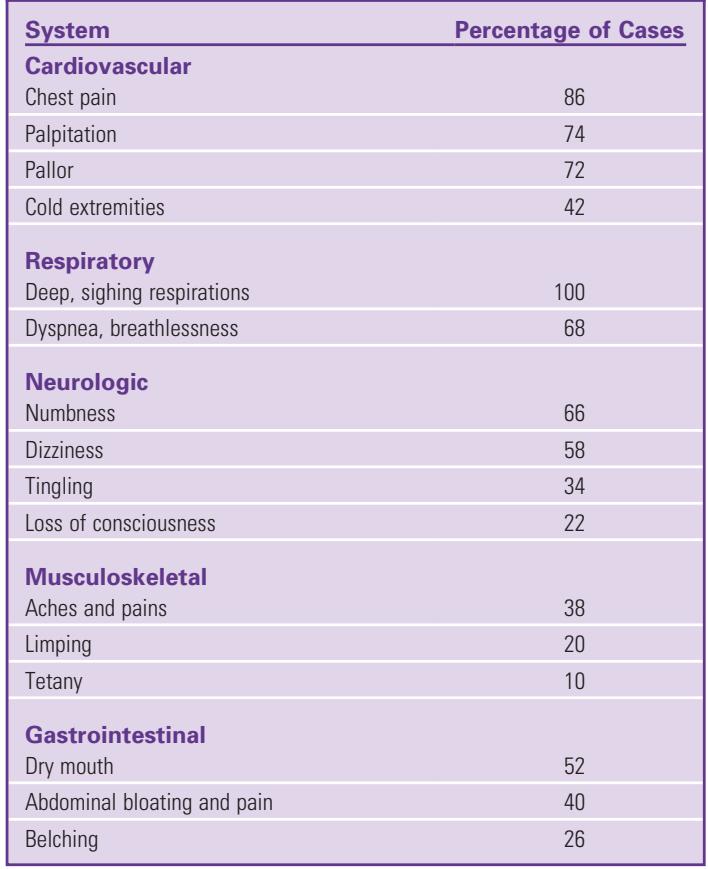 System Percentage of Cases
Cardiovascular
Chest pain 86
Palpitation 74
Pallor 72
Cold extremities 42
Respiratory
Deep, sighing respirations 100
Dyspnea, breathlessness 68
Neurologic
Numbness 66
Dizziness 58
Tingling 34
Loss of consciousness 22
Musculoskeletal
Aches and pains 38
Limping 20
Tetany 10
Gastrointestinal
Dry mouth 52
Abdominal bloating and pain 40
Belching 26